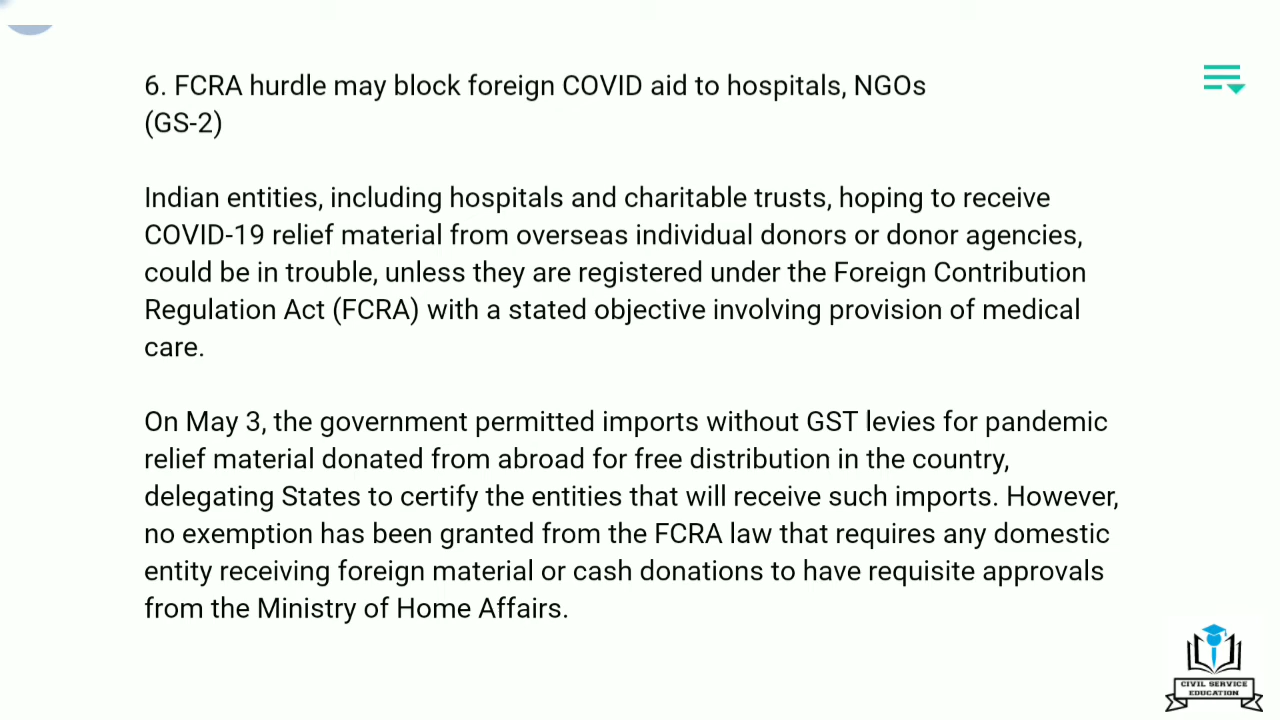 6. FCRA hurdle may block foreign COVID aid to hospitals, NGOs
(GS-2)
Indian entities, including hospitals and charitable trusts, hoping to receive
COVID-19 relief material from overseas individual donors or donor agencies,
could be in trouble, unless they are registered under the Foreign Contribution
Regulation Act (FCRA) with a stated objective involving provision of medical
care.
On May 3, the government permitted imports without GST levies for pandemic
relief material donated from abroad for free distribution in the country,
delegating States to certify the entities that will receive such imports. However,
no exemption has been granted from the FCRA law that requires any domestic
entity receiving foreign material or cash donations to have requisite approvals
from the Ministry of Home Affairs.
CIVIL SERVICE
EDUCATION